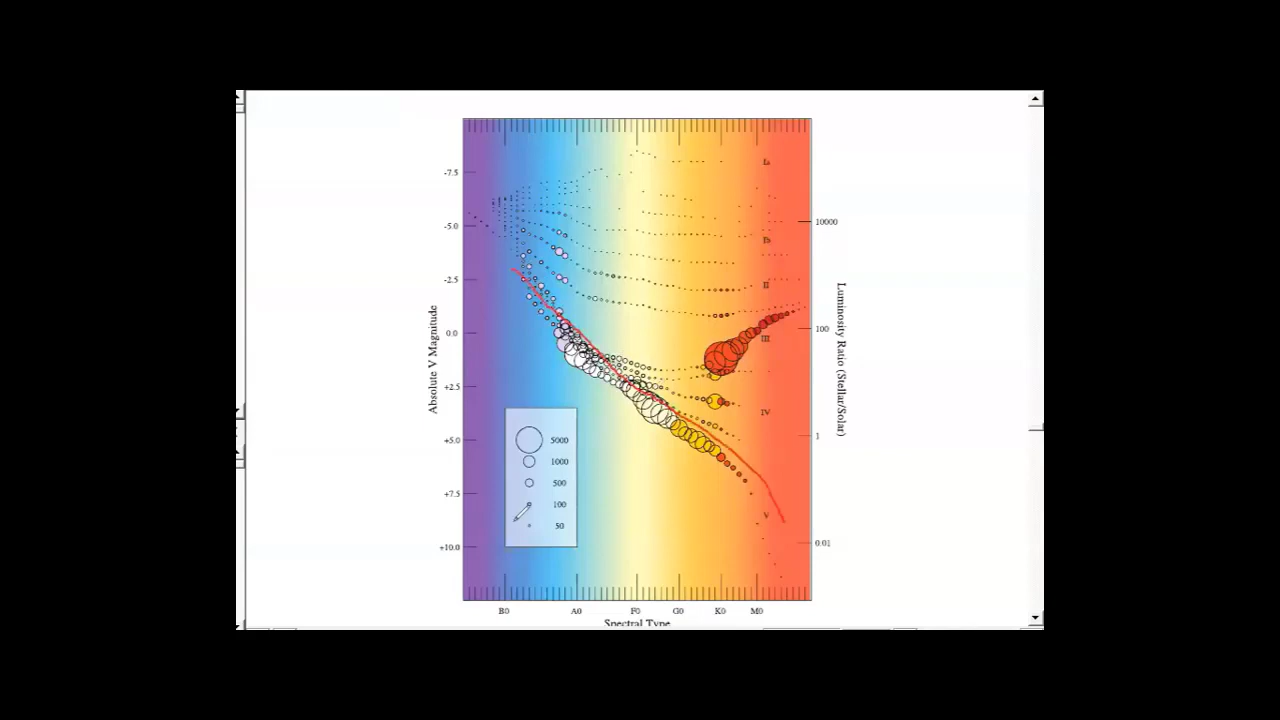 Ia
-7.5
10000
-5.0
Ib
-2.5
II
Absolute V Magnitude
Luminosity Ratio (Stellar/Solar)
0.0
100
III
+2.5
IV
5000
+5.0
1
1000
500
+7.5
100
V
50
+10.0
0.01
B0 A0 F0 G0 K0 M0
Spectral Type